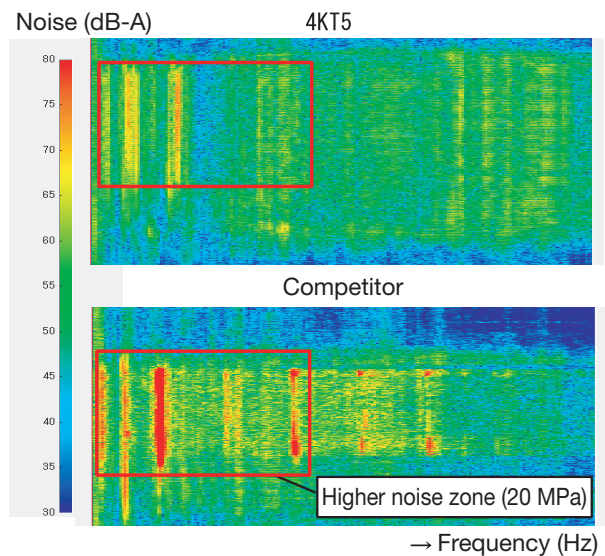 Noise (dB-A)
4KT5
80
75
70
65
60
55
50
45
40
35
30
Competitor
Higher noise zone (20 MPa)
→ Frequency (Hz)